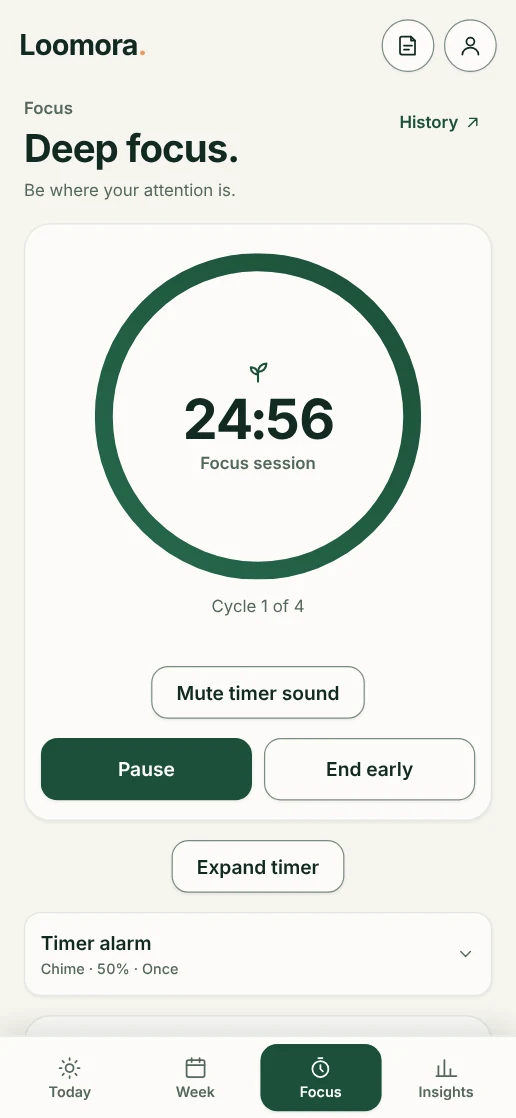 Loomora.
Focus
History
Deep focus.
Be where your attention is.
24:56
Focus session
Cycle 1 of 4
Mute timer sound
Pause
End early
Expand timer
Timer alarm
Chime · 50% · Once
Today
Week
Focus
Insights